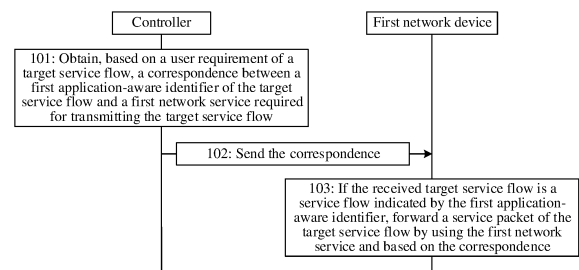 Controller
First network device
101: Obtain, based on a user requirement of a
target service flow, a correspondence between a
first application-aware identifier of the target
service flow and a first network service required
for transmitting the target service flow
102: Send the correspondence
103: If the received target service flow is a
service flow indicated by the first application-
aware identifier, forward a service packet of the
target service flow by using the first network
service and based on the correspondence